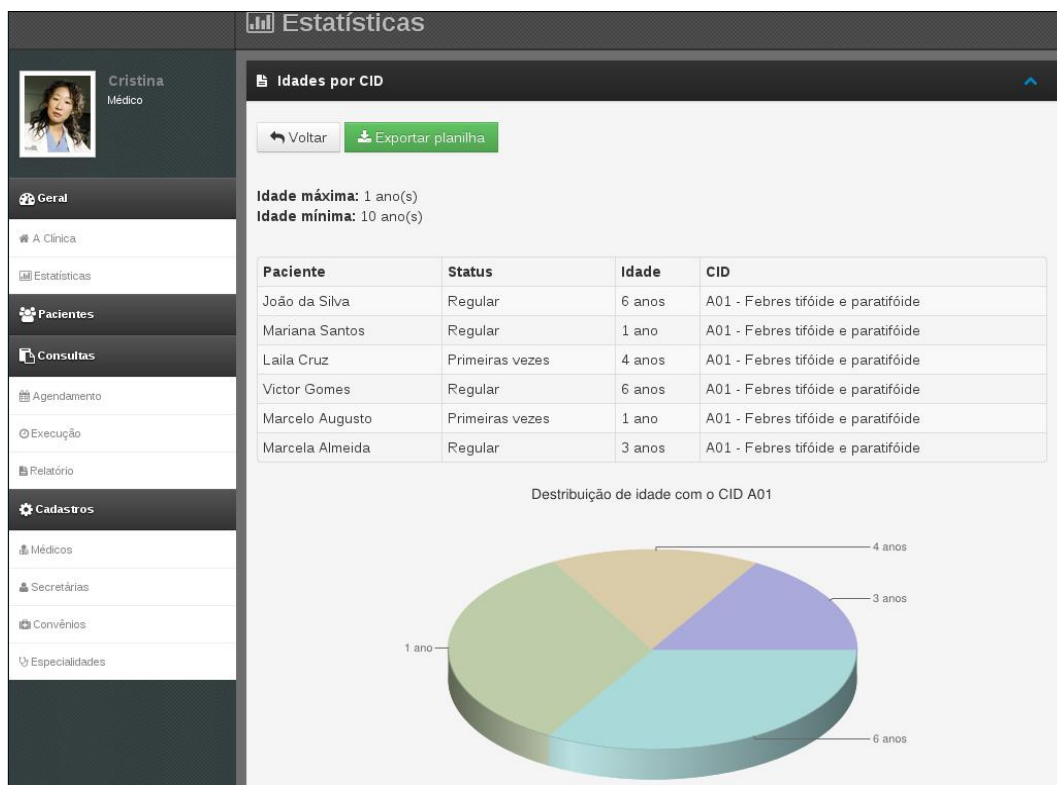 Estatísticas
Cristina
Médico
Geral
A Clínica
Estatísticas
Pacientes
Consultas
Agendamento
Execução
Relatório
Cadastros
Médicos
Secretárias
Convênios
Especialidades
Idades por CID
Voltar Exportar planilha
Idade máxima: 1 ano(s)
Idade mínima: 10 ano(s)
Paciente Status Idade CID
João da Silva Regular 6 anos A01 - Febres tifóide e paratifóide
Mariana Santos Regular 1 ano A01 - Febres tifóide e paratifóide
Laila Cruz Primeiras vezes 4 anos A01 - Febres tifóide e paratifóide
Victor Gomes Regular 6 anos A01 - Febres tifóide e paratifóide
Marcelo Augusto Primeiras vezes 1 ano A01 - Febres tifóide e paratifóide
Marcela Almeida Regular 3 anos A01 - Febres tifóide e paratifóide
Destribuição de idade com o CID A01
4 anos
3 anos
1 ano
6 anos